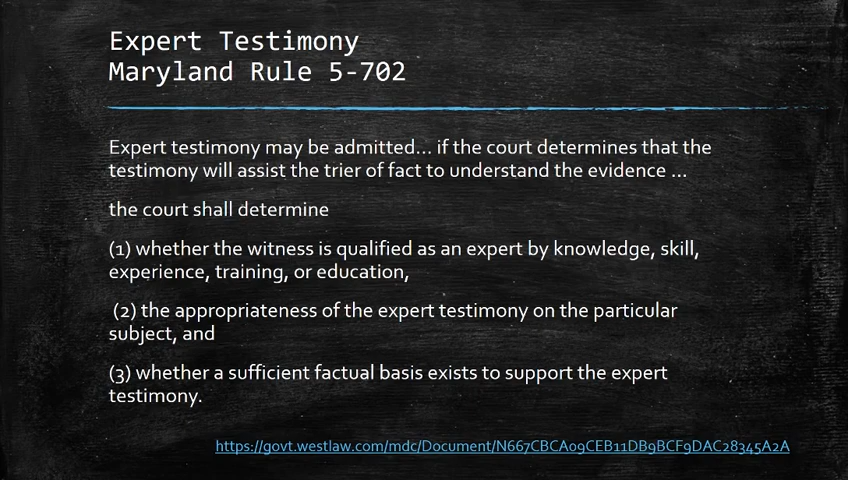 Expert Testimony
Maryland Rule 5-702
Expert testimony may be admitted... if the court determines that the
testimony will assist the trier of fact to understand the evidence ...
the court shall determine
(1) whether the witness is qualified as an expert by knowledge, skill,
experience, training, or education,
(2) the appropriateness of the expert testimony on the particular
subject, and
(3) whether a sufficient factual basis exists to support the expert
testimony.
https://govt.westlaw.com/mdc/Document/N667CBCA09CEB11DB9BCF9DAC28345A2A